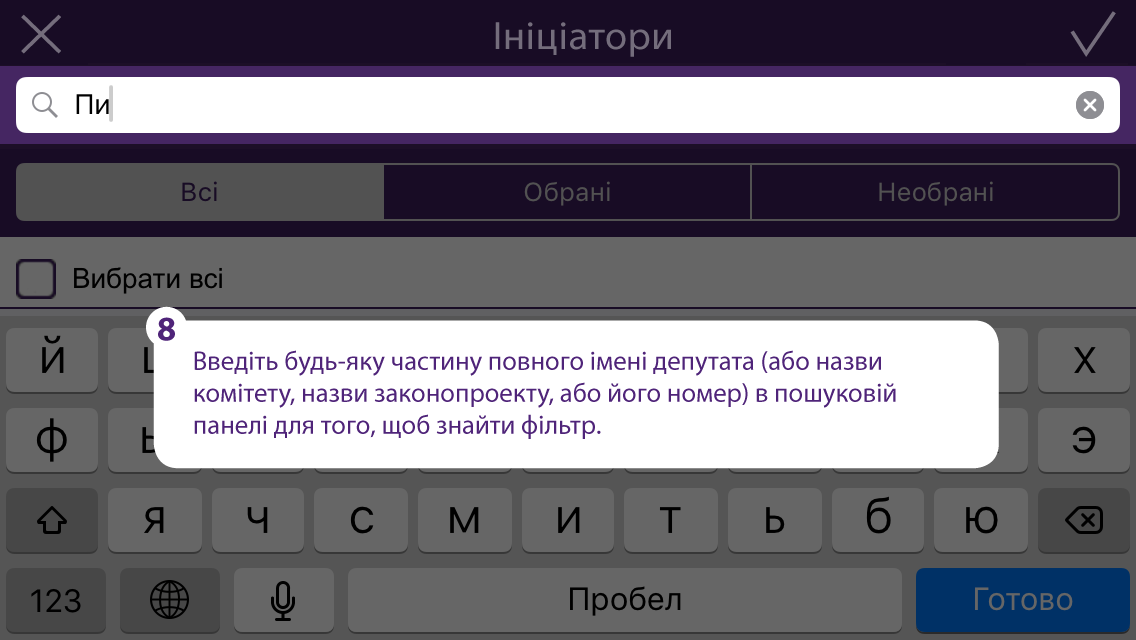 Ініціатори
Пи
Всі
Обрані
Необрані
Вибрати всі
8
Введіть будь-яку частину повного імені депутата (або назви
комітету, назви законопроекту, або його номер) в пошуковій
панелі для того, щоб знайти фільтр.
Й Х
Ф Э
Я Ч С М И Т Ь Б Ю
123 Пробел Готово